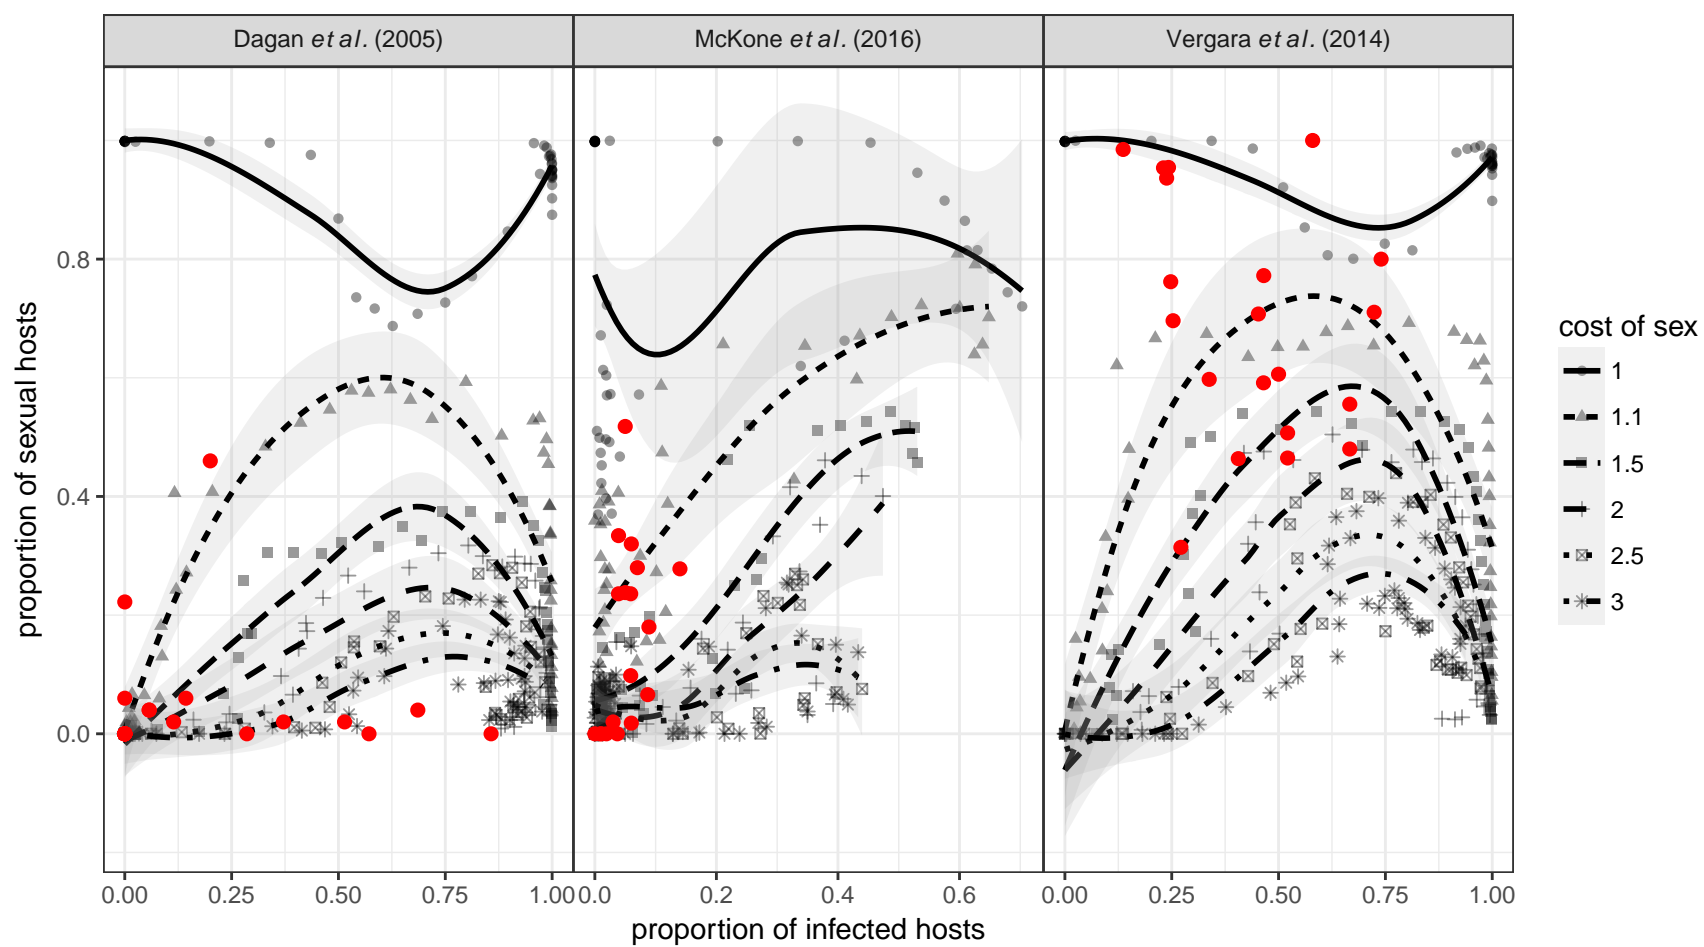 Dagan et al. (2005)
McKone et al. (2016)
Vergara et al. (2014)
proportion of sexual hosts
0.8
0.4
0.0
0.00 0.25 0.50 0.75 1.00
0.0 0.2 0.4 0.6
0.00 0.25 0.50 0.75 1.00
proportion of infected hosts
cost of sex
1
1.1
1.5
2
2.5
3